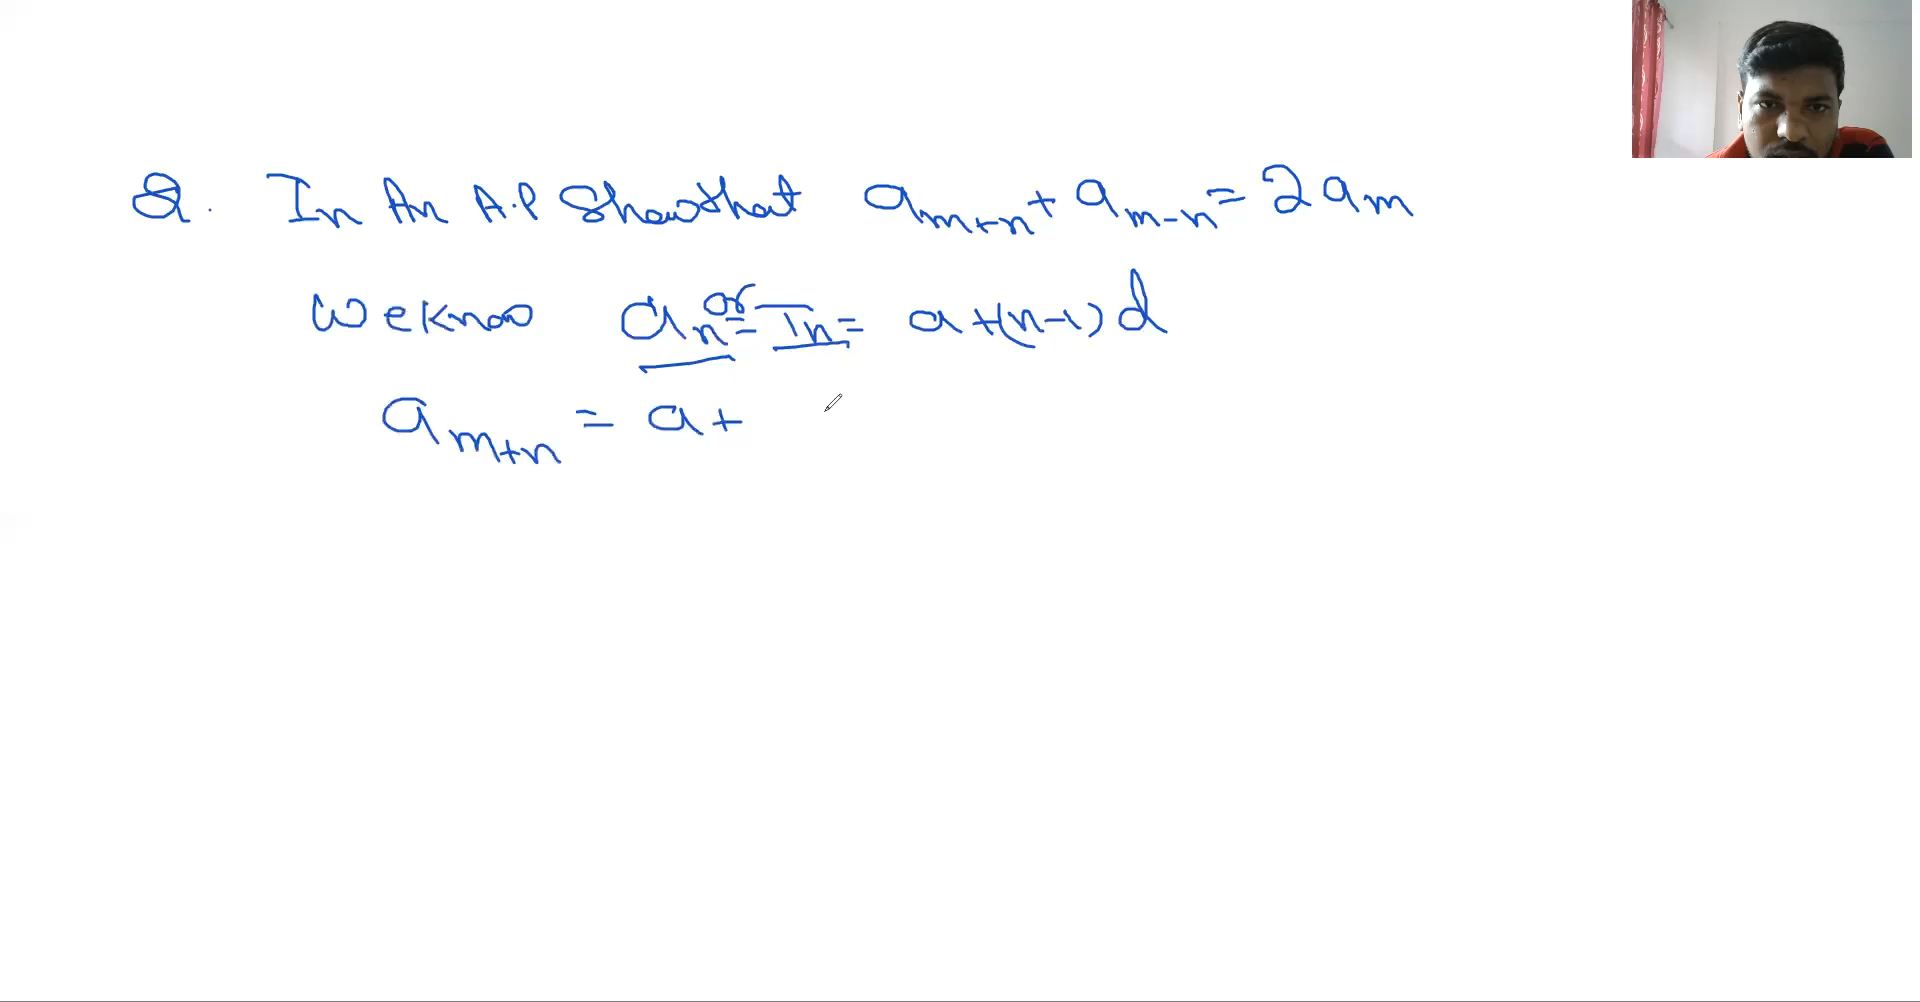 Q. In An A.P Show that a_{m+n} + a_{m-n} = 2a_m
We know a_n = or T_n = a+(n-1)d
a_{m+n} = a+